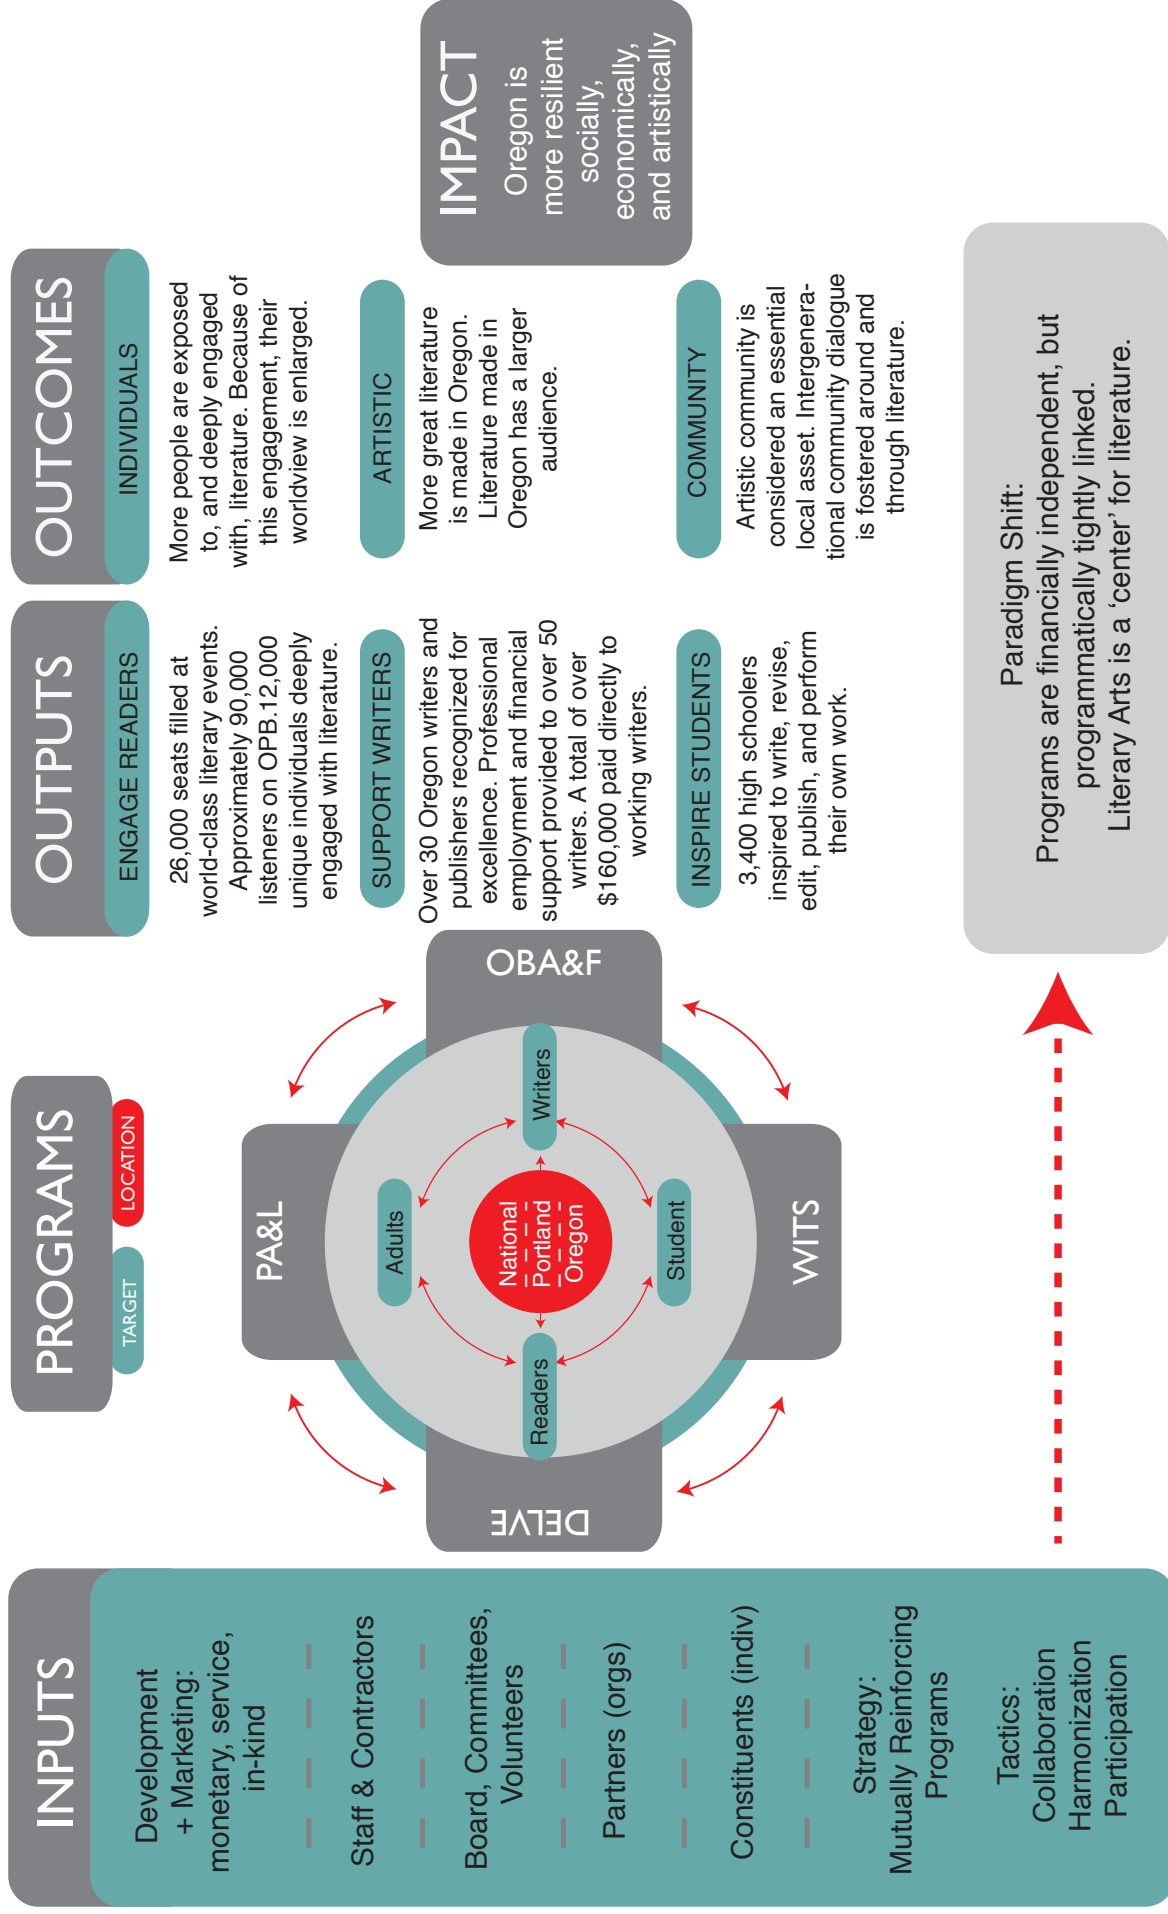 INPUTS
Development
+ Marketing:
monetary, service,
in-kind
Staff & Contractors
Board, Committees,
Volunteers
Partners (orgs)
Constituents (indiv)
Strategy:
Mutually Reinforcing
Programs
Tactics:
Collaboration
Harmonization
Participation
PROGRAMS
TARGET
LOCATION
PA&L
DELVE
OBA&F
WITS
Adults
Readers
Writers
Student
National
Portland
Oregon
OUTPUTS
ENGAGE READERS
26,000 seats filled at
world-class literary events.
Approximately 90,000
listeners on OPB.12,000
unique individuals deeply
engaged with literature.
SUPPORT WRITERS
Over 30 Oregon writers and
publishers recognized for
excellence. Professional
employment and financial
support provided to over 50
writers. A total of over
$160,000 paid directly to
working writers.
INSPIRE STUDENTS
3,400 high schoolers
inspired to write, revise,
edit, publish, and perform
their own work.
OUTCOMES
INDIVIDUALS
More people are exposed
to, and deeply engaged
with, literature. Because of
this engagement, their
worldview is enlarged.
ARTISTIC
More great literature
is made in Oregon.
Literature made in
Oregon has a larger
audience.
COMMUNITY
Artistic community is
considered an essential
local asset. Intergenera-
tional community dialogue
is fostered around and
through literature.
IMPACT
Oregon is
more resilient
socially,
economically,
and artistically
Paradigm Shift:
Programs are financially independent, but
programmatically tightly linked.
Literary Arts is a ‘center’ for literature.